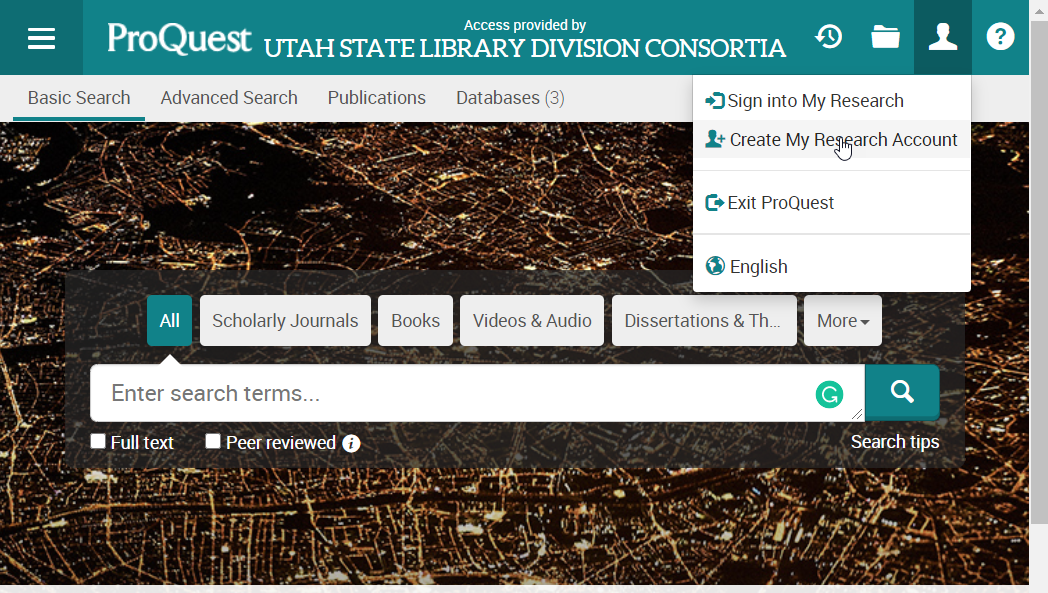 ProQuest
Access provided by
UTAH STATE LIBRARY DIVISION CONSORTIA
?
Basic Search Advanced Search Publications Databases (3)
Sign into My Research
Create My Research Account
Exit ProQuest
English
All Scholarly Journals Books Videos & Audio Dissertations & Th... More
Enter search terms...
G
Full text Peer reviewed i Search tips